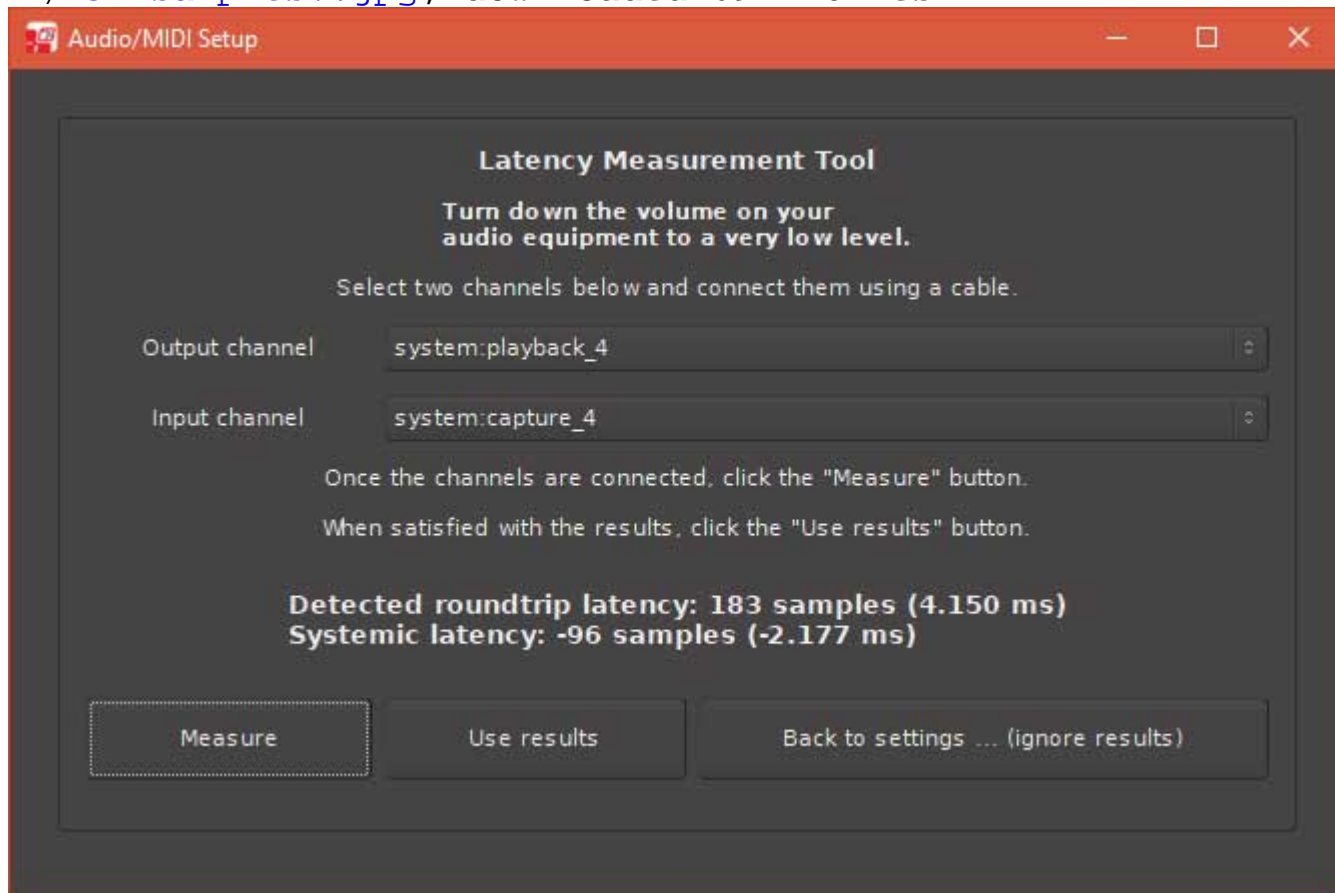 Audio/MIDI Setup
Latency Measurement Tool
Turn down the volume on your
audio equipment to a very low level.
Select two channels below and connect them using a cable.
Output channel system:playback_4
Input channel system:capture_4
Once the channels are connected, click the "Measure" button.
When satisfied with the results, click the "Use results" button.
Detected roundtrip latency: 183 samples (4.150 ms)
Systemic latency: -96 samples (-2.177 ms)
Measure Use results Back to settings ... (ignore results)